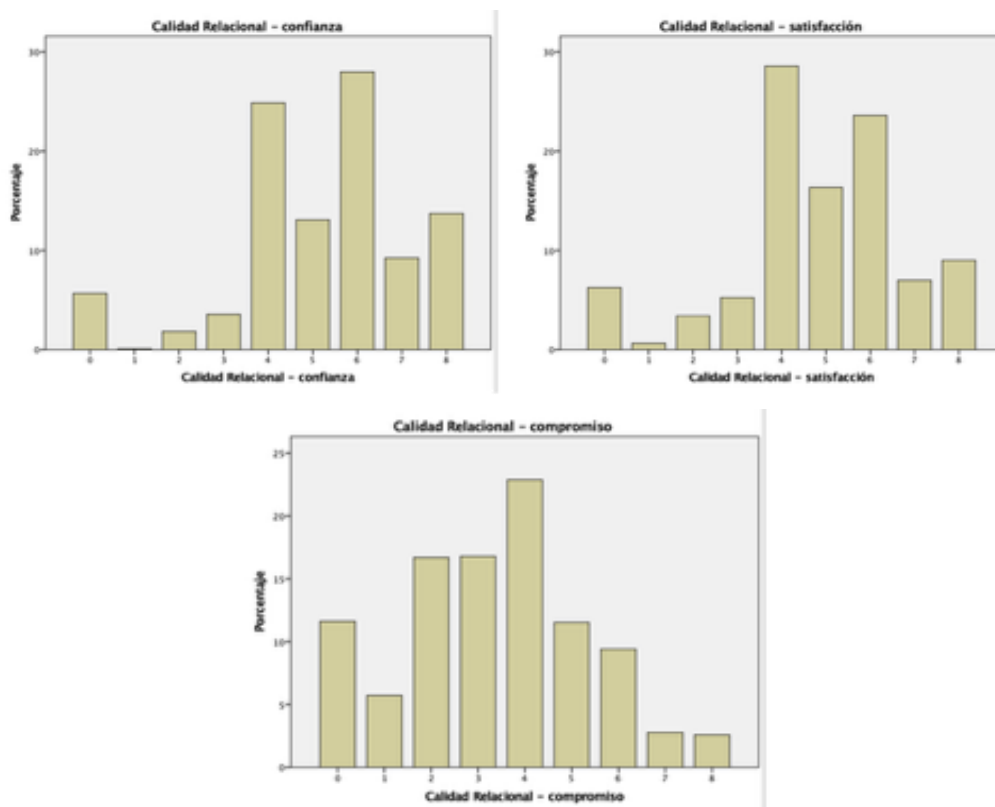 Calidad Relacional - confianza
Porcentaje
30
20
10
0
0 1 2 3 4 5 6 7 8
Calidad Relacional - confianza
Calidad Relacional - satisfacción
Porcentaje
30
20
10
0
0 1 2 3 4 5 6 7 8
Calidad Relacional - satisfacción
Calidad Relacional - compromiso
Porcentaje
25
20
15
10
5
0
0 1 2 3 4 5 6 7 8
Calidad Relacional - compromiso